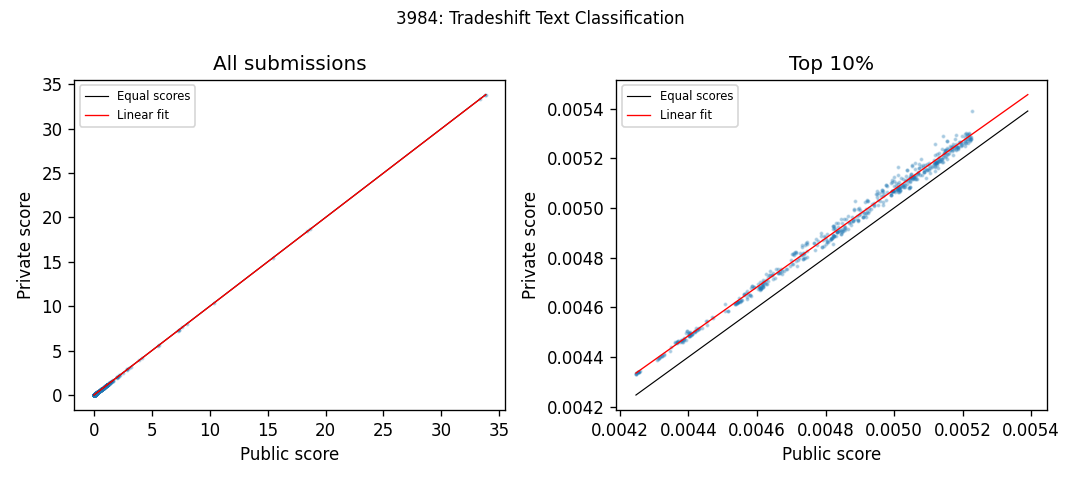 3984: Tradeshift Text Classification
All submissions
Equal scores
Linear fit
35
30
25
20
15
10
5
0
Private score
0 5 10 15 20 25 30 35
Public score
Top 10%
Equal scores
Linear fit
0.0054
0.0052
0.0050
0.0048
0.0046
0.0044
0.0042
Private score
0.0042 0.0044 0.0046 0.0048 0.0050 0.0052 0.0054
Public score